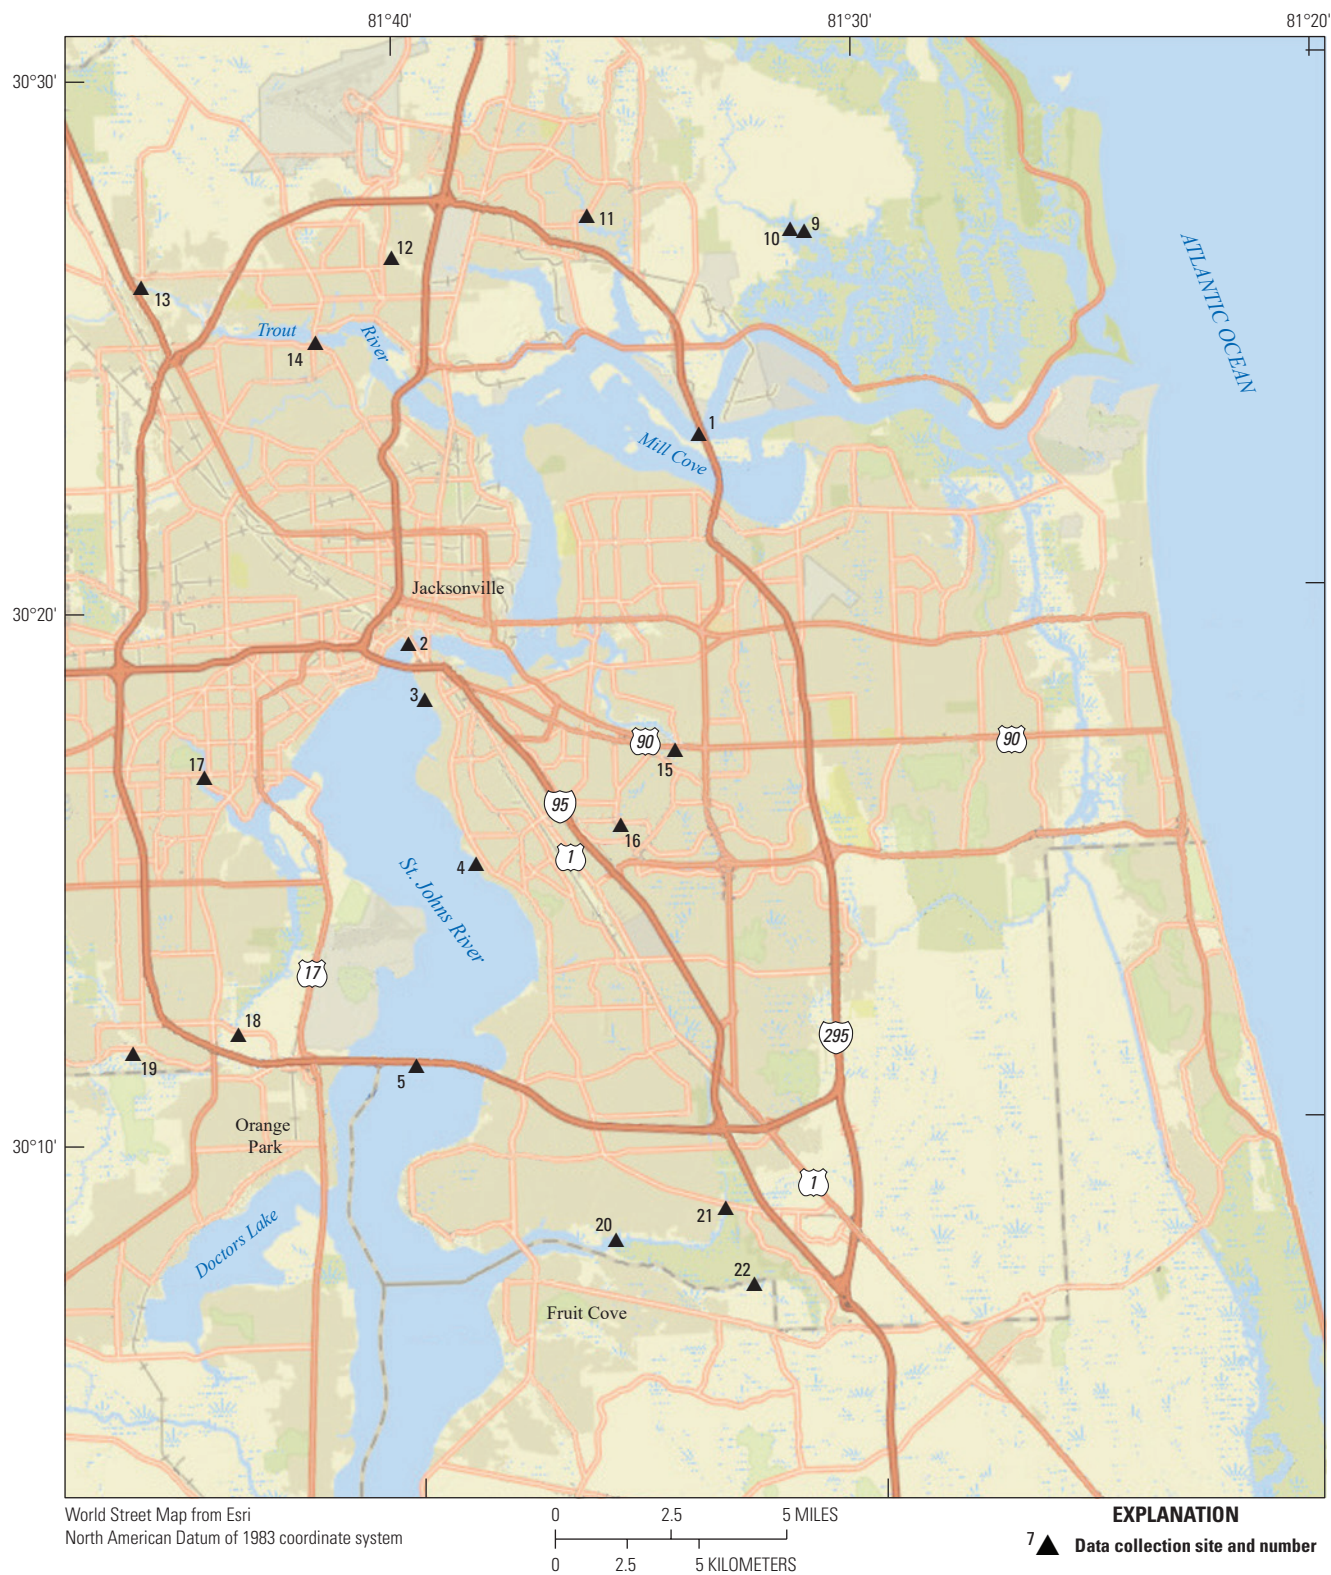 81°40'
81°30'
81°20'
30°30'
11
10
9
12
13
ATLANTIC OCEAN
Trout
River
14
1
Mill Cove
Jacksonville
30°20'
2
3
90
90
15
17
95
16
1
4
St. Johns River
17
18
295
19
5
Orange
Park
30°10'
1
21
20
Doctors Lake
22
Fruit Cove
World Street Map from Esri
North American Datum of 1983 coordinate system
0 2.5 5 MILES
0 2.5 5 KILOMETERS
EXPLANATION
7 Data collection site and number